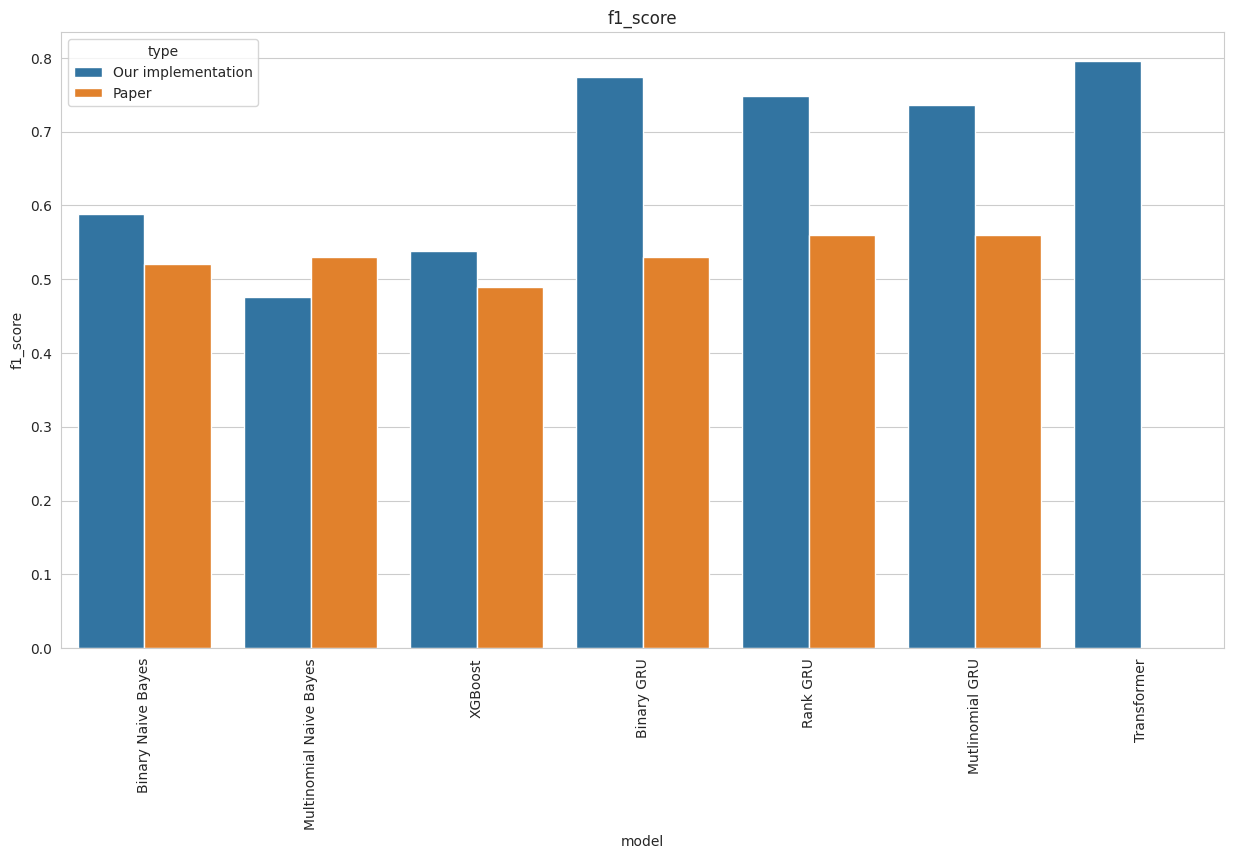 f1_score
type
Our implementation
Paper
f1_score
0.8
0.7
0.6
0.5
0.4
0.3
0.2
0.1
0.0
Binary Naive Bayes
Multinomial Naive Bayes
XGBoost
Binary GRU
Rank GRU
Mutlinomial GRU
Transformer
model